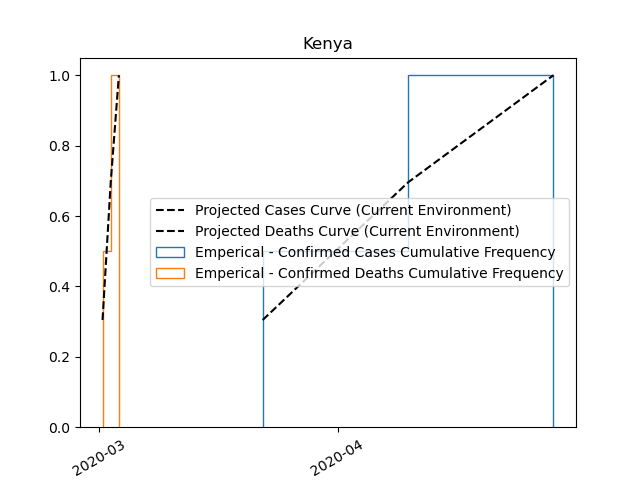 Kenya
1.0
0.8
0.6
0.4
0.2
0.0
Projected Cases Curve (Current Environment)
Projected Deaths Curve (Current Environment)
Emperical - Confirmed Cases Cumulative Frequency
Emperical - Confirmed Deaths Cumulative Frequency
2020-03
2020-04